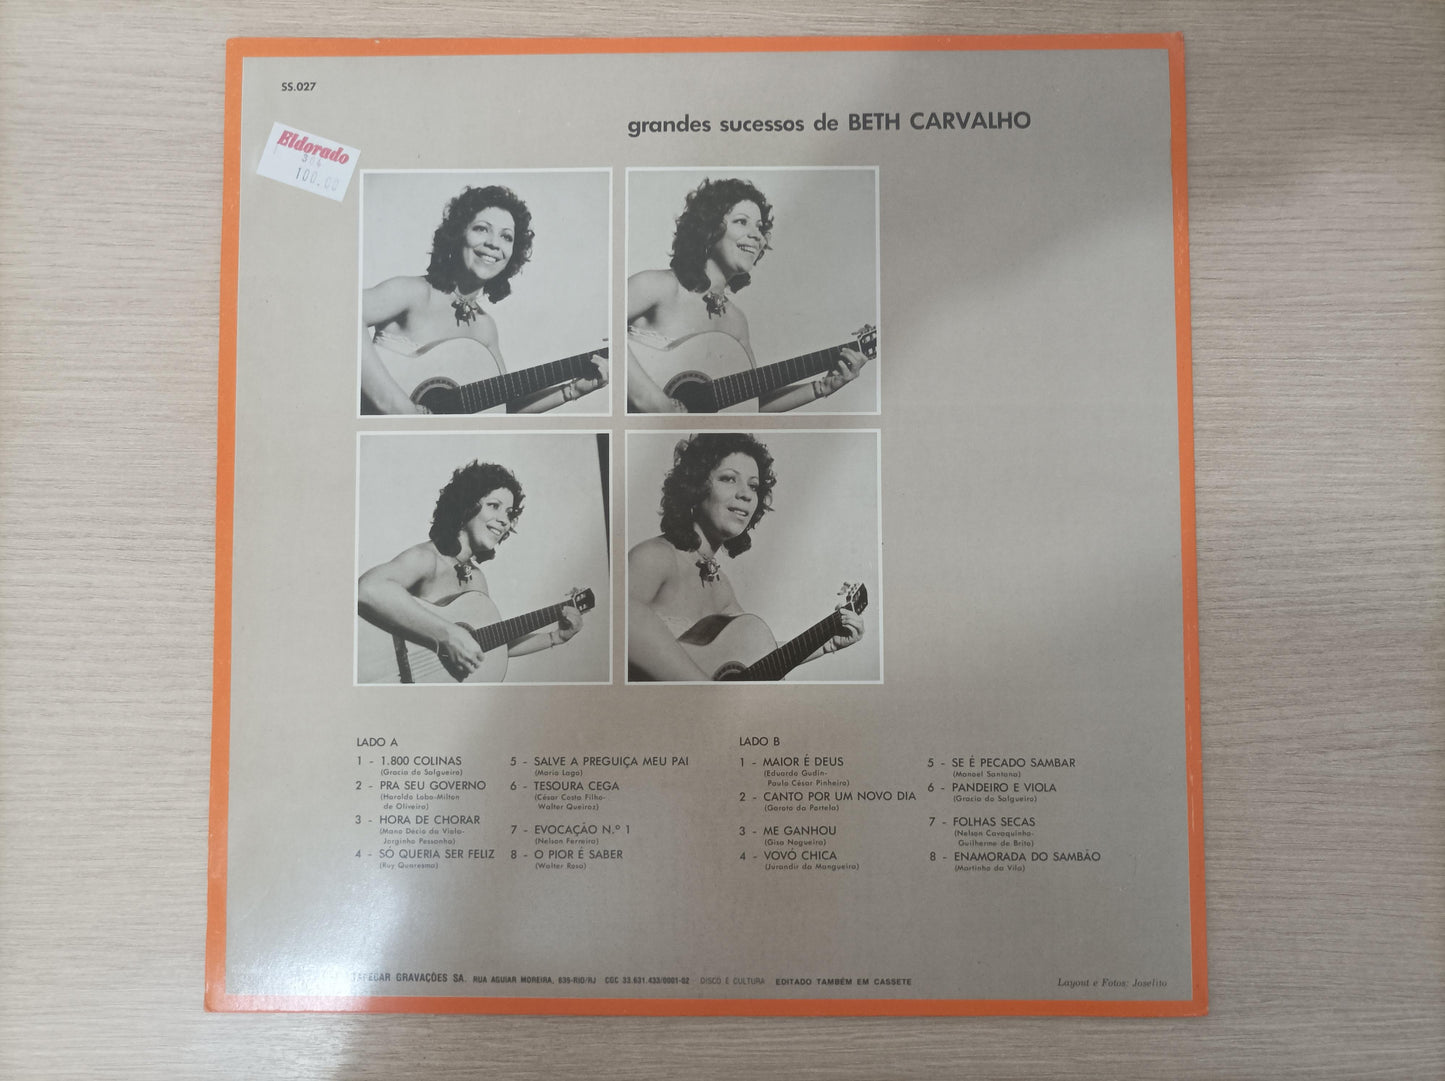 SS.027
grandes sucessos de BETH CARVALHO
Eldorado
304
100.00
LADO A
1 - 1.800 COLINAS
(Gracia do Salgueiro)
2 - PRA SEU GOVERNO
(Haroldo Lobo-Milton
de Oliveira)
3 - HORA DE CHORAR
(Mano Décio da Viola-
Jorginho Pessanha)
4 - SÓ QUERIA SER FELIZ
(Ruy Quaresma)
5 - SALVE A PREGUIÇA MEU PAI
(Mario Lago)
6 - TESOURA CEGA
(César Costa Filho-
Walter Queiroz)
7 - EVOCAÇÃO N.º 1
(Nelson Ferreira)
8 - O PIOR É SABER
(Walter Rosa)
LADO B
1 - MAIOR É DEUS
(Eduardo Gudin-
Paulo César Pinheiro)
2 - CANTO POR UM NOVO DIA
(Garoto da Portela)
3 - ME GANHOU
(Gisa Nogueira)
4 - VOVÓ CHICA
(Jurandir da Mangueira)
5 - SE É PECADO SAMBAR
(Manoel Santana)
6 - PANDEIRO E VIOLA
(Gracia do Salgueiro)
7 - FOLHAS SECAS
(Nelson Cavaquinho-
Guilherme de Brito)
8 - ENAMORADA DO SAMBÃO
(Martinho da Vila)
TAPECAR GRAVAÇÕES SA. RUA AGUIAR MOREIRA, 635-RIO/RJ CGC 33.631.433/0001-02 - DISCO É CULTURA EDITADO TAMBÉM EM CASSETE
Layout e Fotos: Joselito